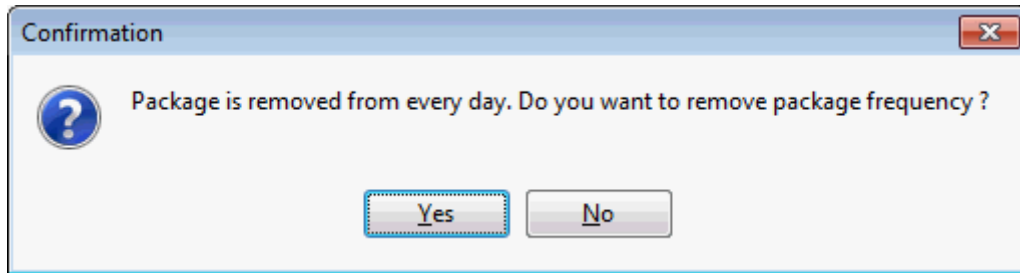 Confirmation
Package is removed from every day. Do you want to remove package frequency ?
Yes
No